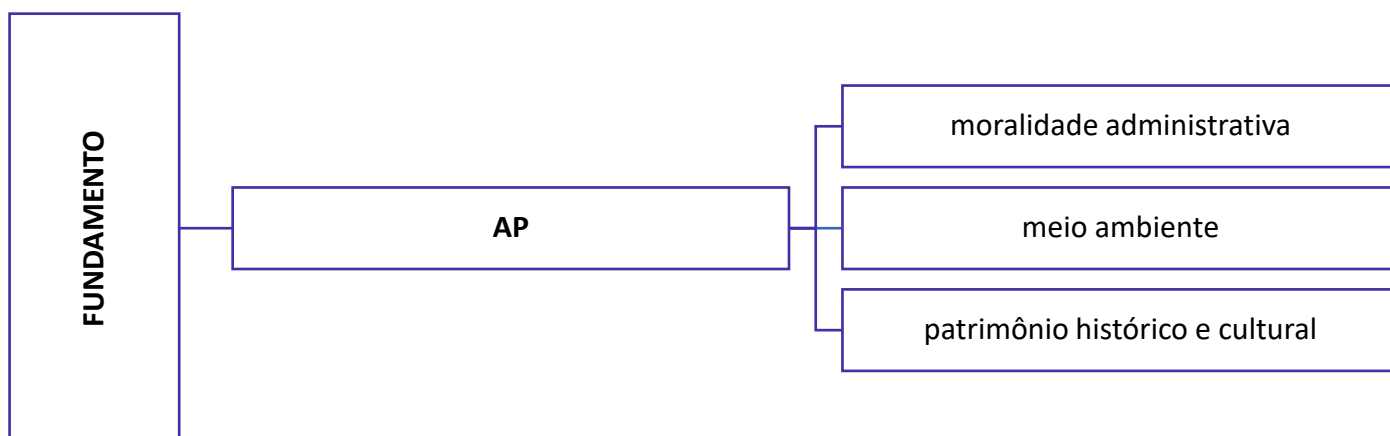 FUNDAMENTO
AP
moralidade administrativa
meio ambiente
patrimônio histórico e cultural